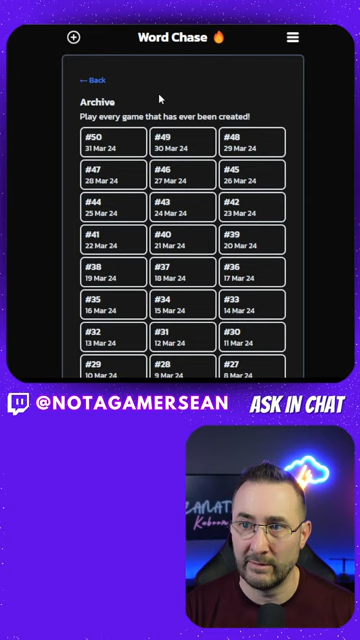 Word Chase 🔥
← Back
Archive
Play every game that has ever been created!
#50 #49 #48
31 Mar 24 30 Mar 24 29 Mar 24
#47 #46 #45
28 Mar 24 27 Mar 24 26 Mar 24
#44 #43 #42
25 Mar 24 24 Mar 24 23 Mar 24
#41 #40 #39
22 Mar 24 21 Mar 24 20 Mar 24
#38 #37 #36
19 Mar 24 18 Mar 24 17 Mar 24
#35 #34 #33
16 Mar 24 15 Mar 24 14 Mar 24
#32 #31 #30
13 Mar 24 12 Mar 24 11 Mar 24
#29 #28 #27
10 Mar 24 9 Mar 24 8 Mar 24
@NOTAGAMERSEAN ASK IN CHAT
Kaboom